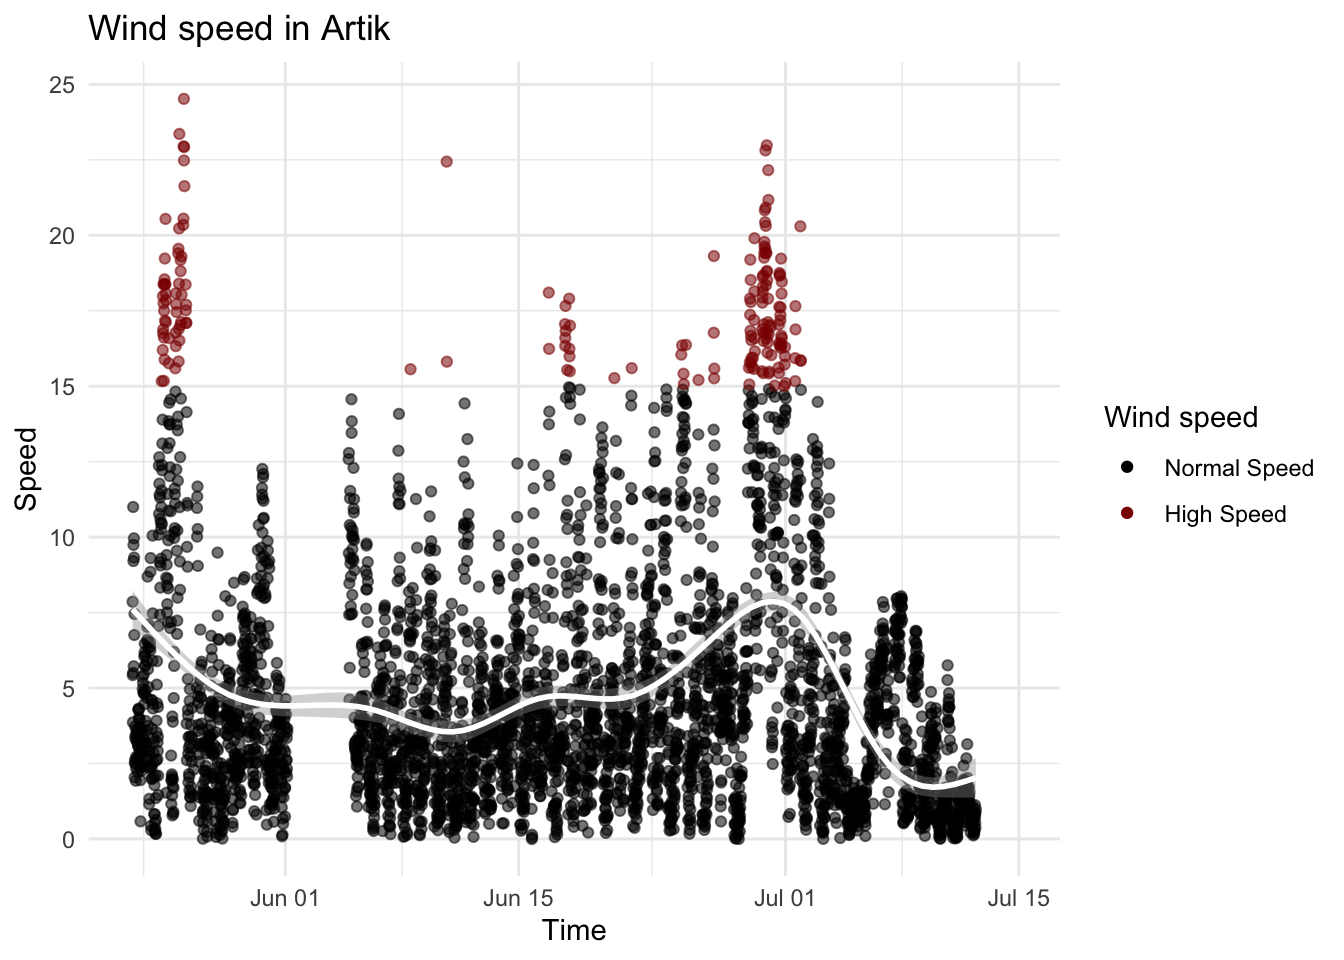 Wind speed in Artik
25
20
15
10
5
0
Speed
Jun 01
Jun 15
Jul 01
Jul 15
Time
Wind speed
Normal Speed
High Speed